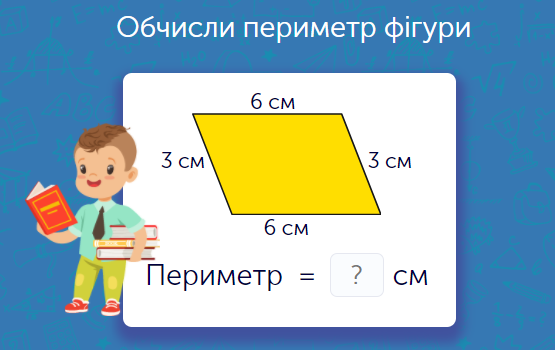 Обчисли периметр фігури
6 см
3 см
3 см
6 см
Периметр = ? см